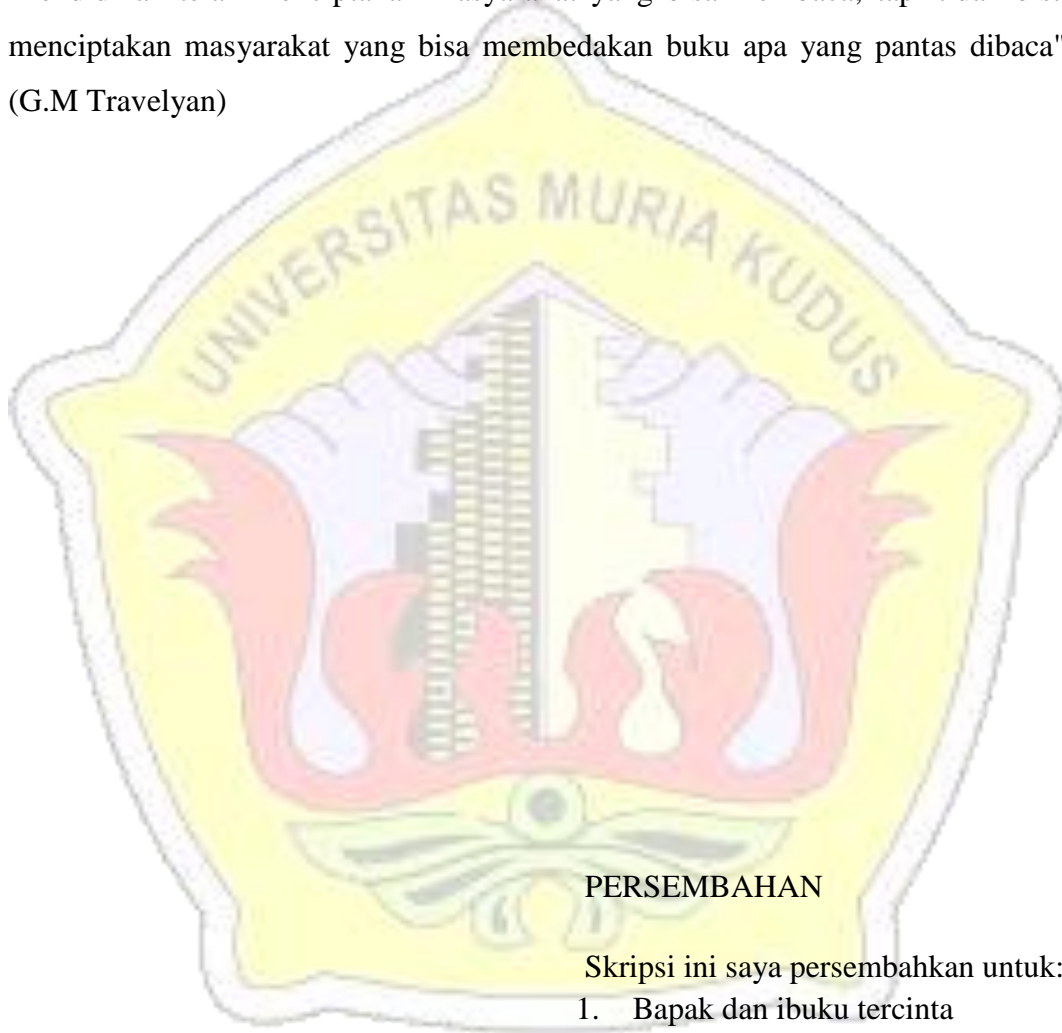 menciptakan masyarakat yang bisa membedakan buku apa yang pantas dibaca"
(G.M Travelyan)
UNIVERSITAS MURIA KUDUS
PERSEMBAHAN
Skripsi ini saya persembahkan untuk:
1. Bapak dan ibuku tercinta